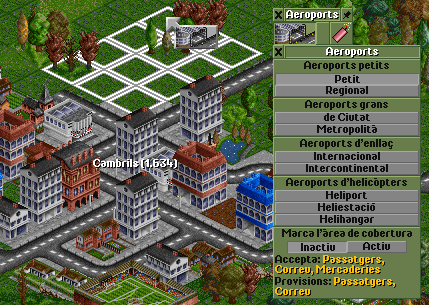 Aeroports
Aeroports
Aeroports petits
Petit
Regional
Aeroports grans
de Ciutat
Metropolità
Aeroports d'enllaç
Internacional
Intercontinental
Aeroports d'helicòpters
Heliport
Heliestació
Helihangar
Marca l'àrea de cobertura
Inactiu
Actiu
Accepta: Passatgers,
Correu, Mercaderies
Provisions: Passatgers,
Correu
Cambrils (1.634)